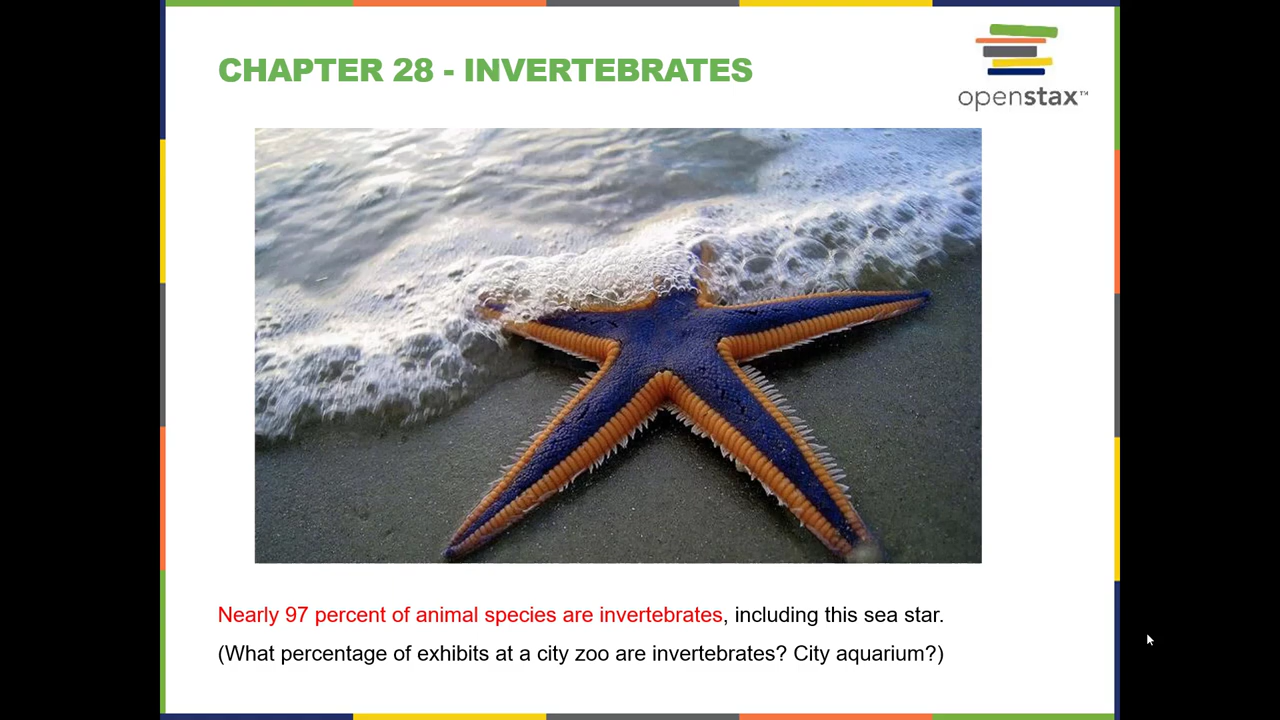 CHAPTER 28 - INVERTEBRATES
openstax™
Nearly 97 percent of animal species are invertebrates, including this sea star.
(What percentage of exhibits at a city zoo are invertebrates? City aquarium?)